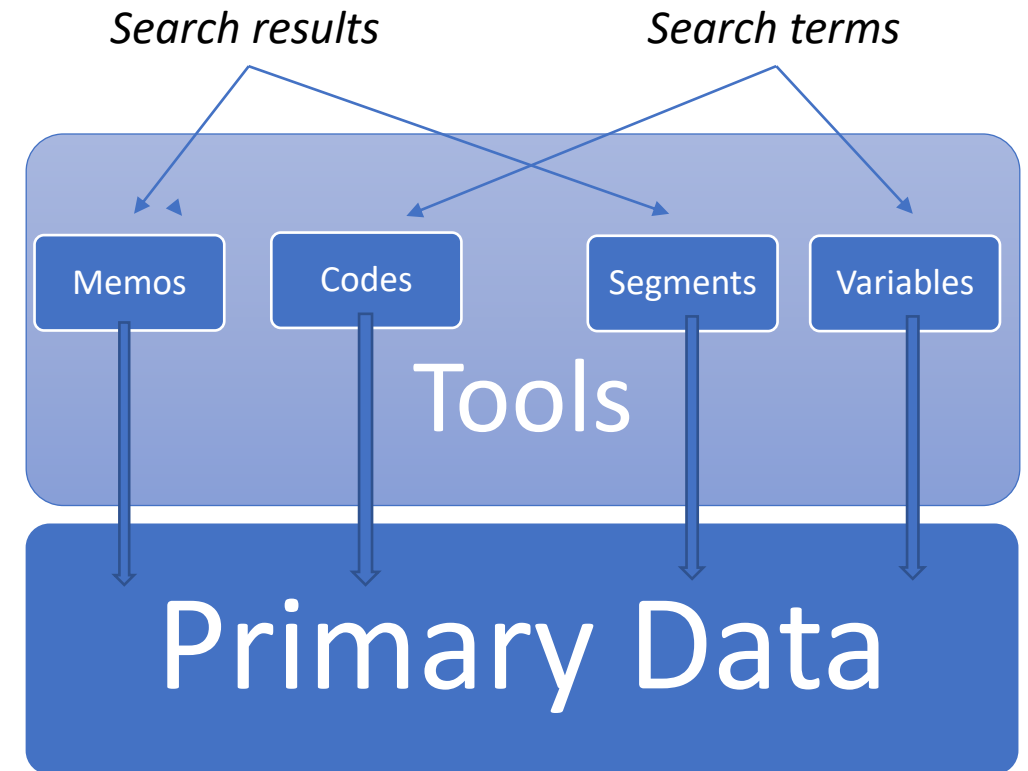 Search results Search terms
Memos Codes Segments Variables
Tools
Primary Data